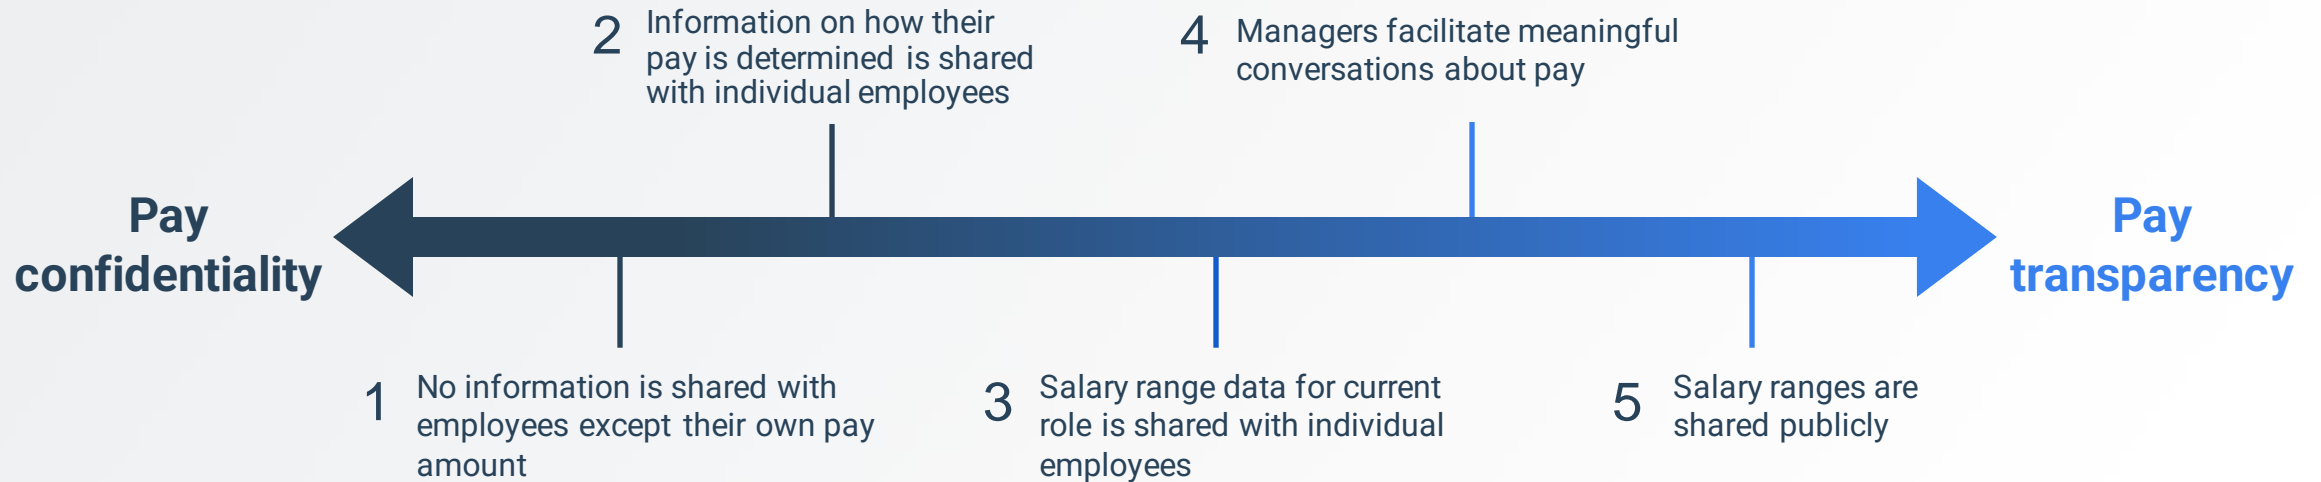 2
Information on how their
pay is determined is shared
with individual employees
4
Managers facilitate meaningful
conversations about pay
Pay
confidentiality
Pay
transparency
1
No information is shared with
employees except their own pay
amount
3
Salary range data for current
role is shared with individual
employees
5
Salary ranges are
shared publicly